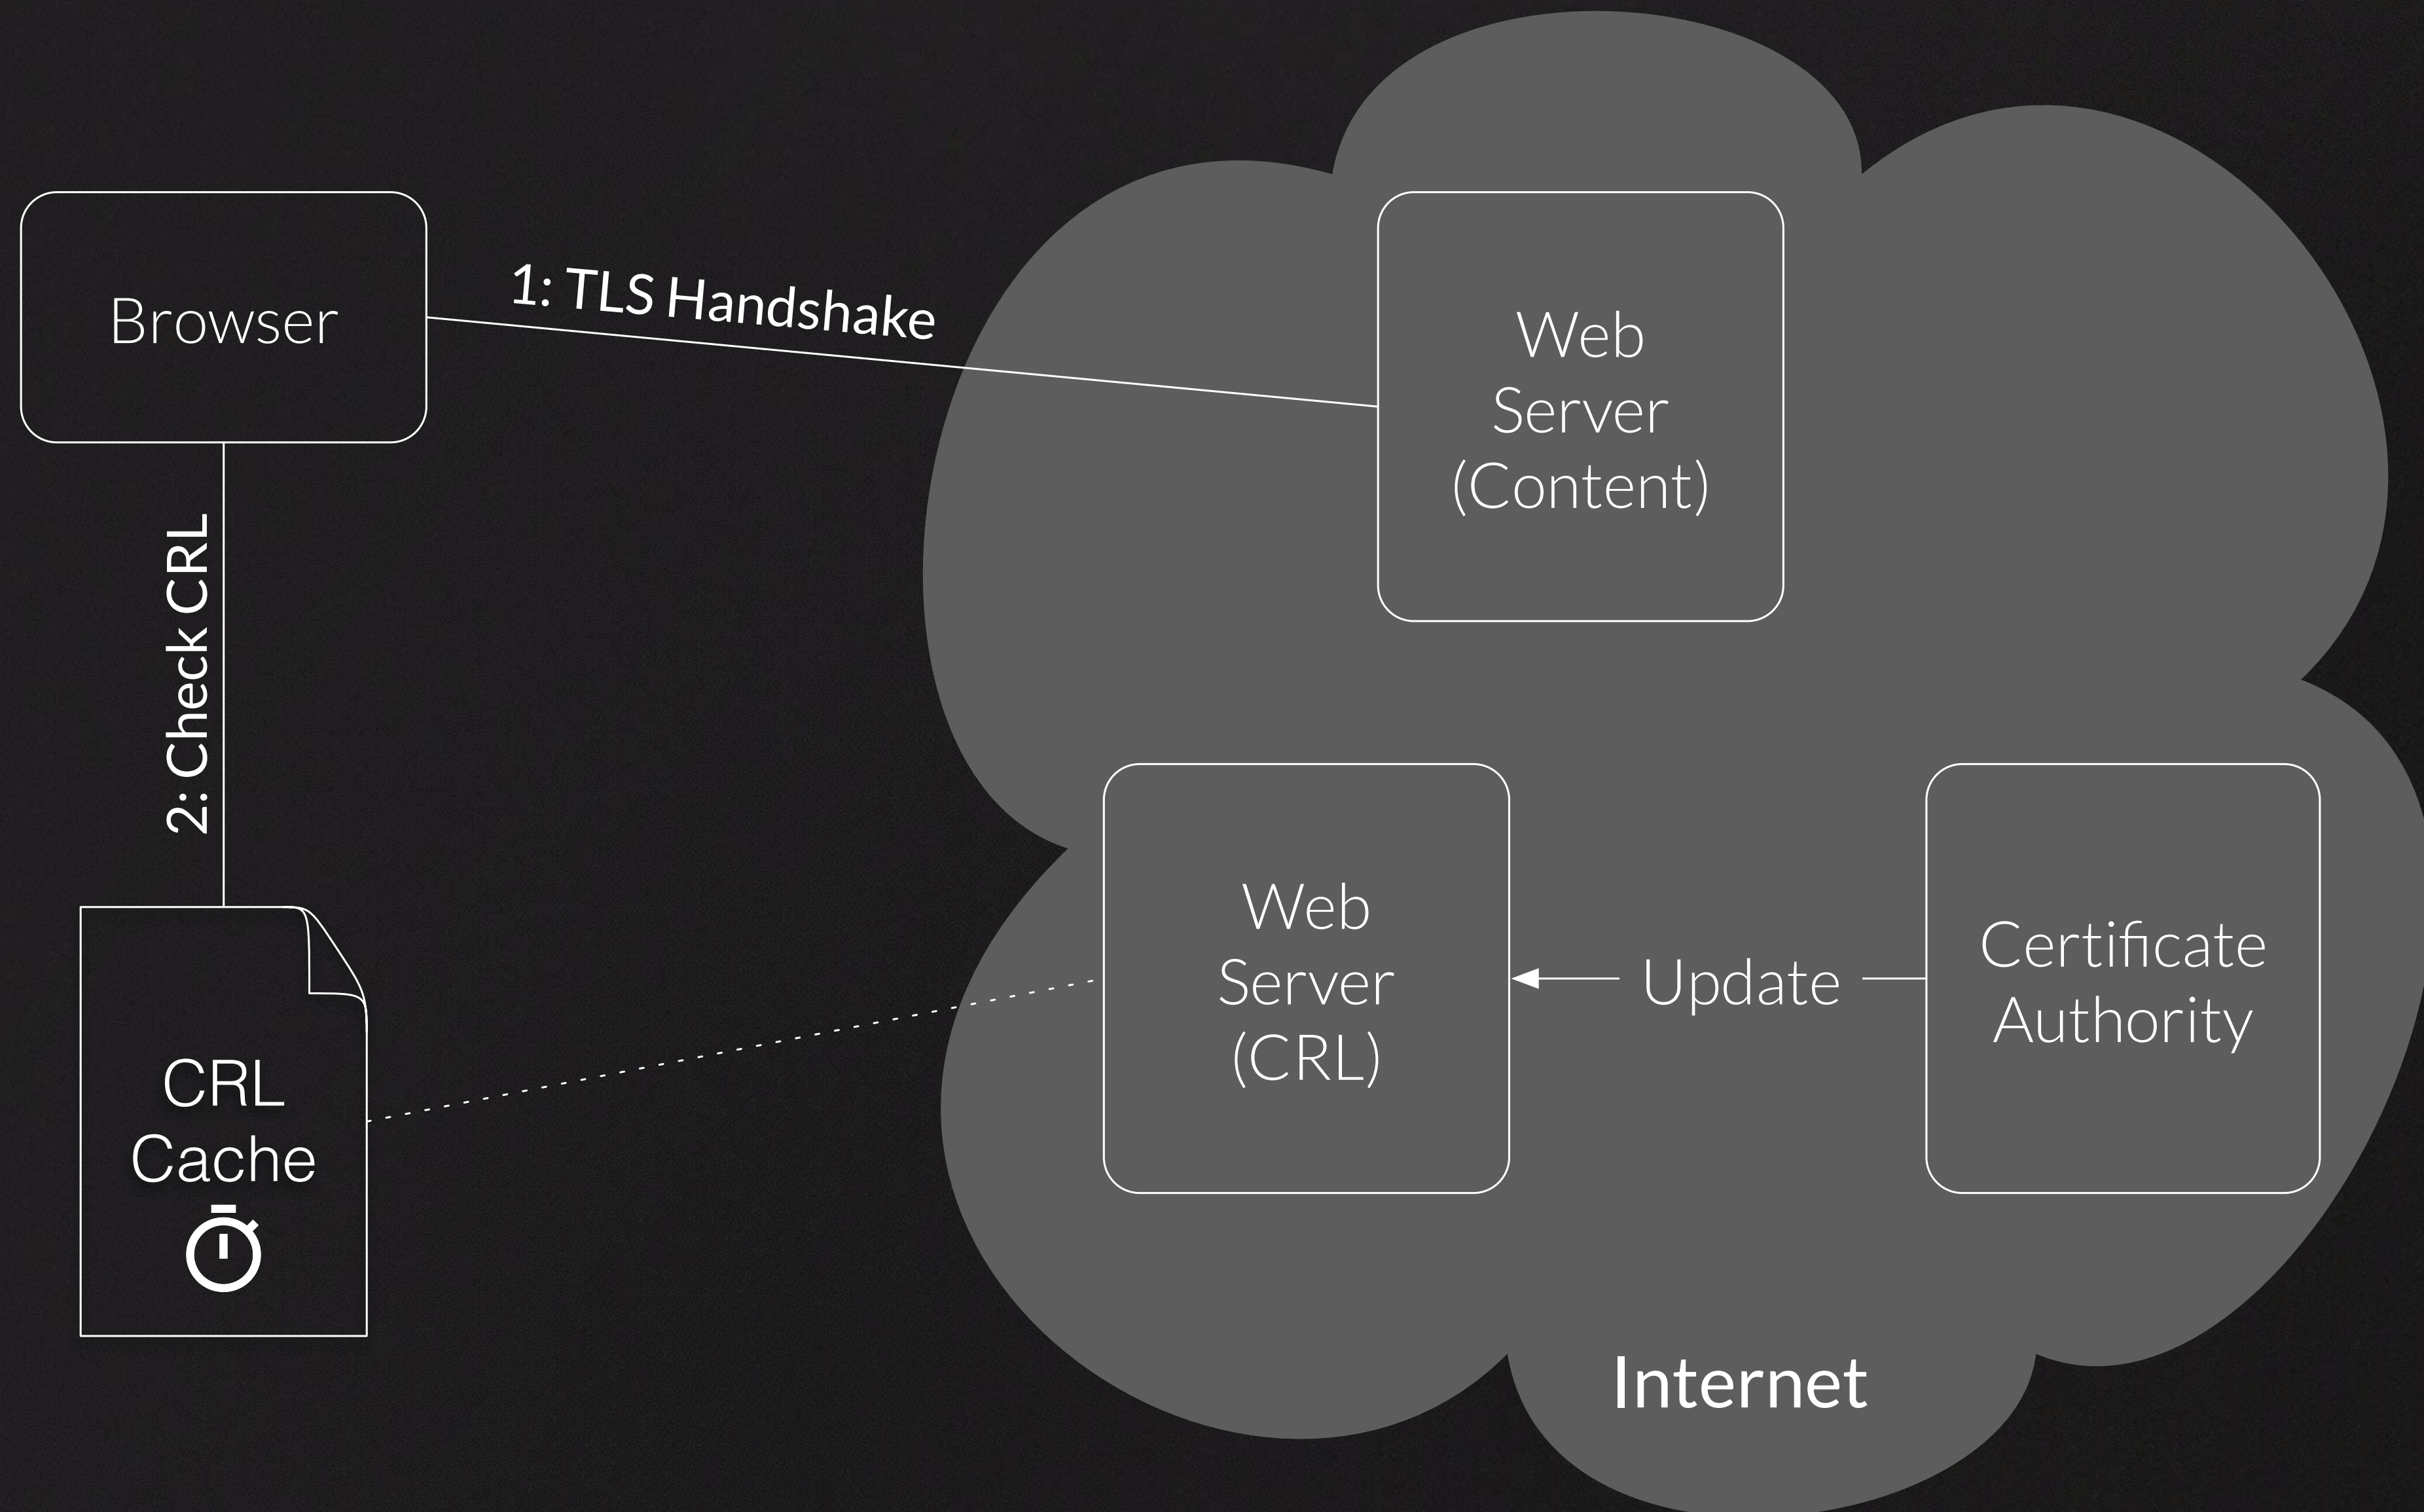 Browser
1: TLS Handshake
Web
Server
(Content)
2: Check CRL
CRL
Cache
Web
Server
(CRL)
Update
Certificate
Authority
Internet